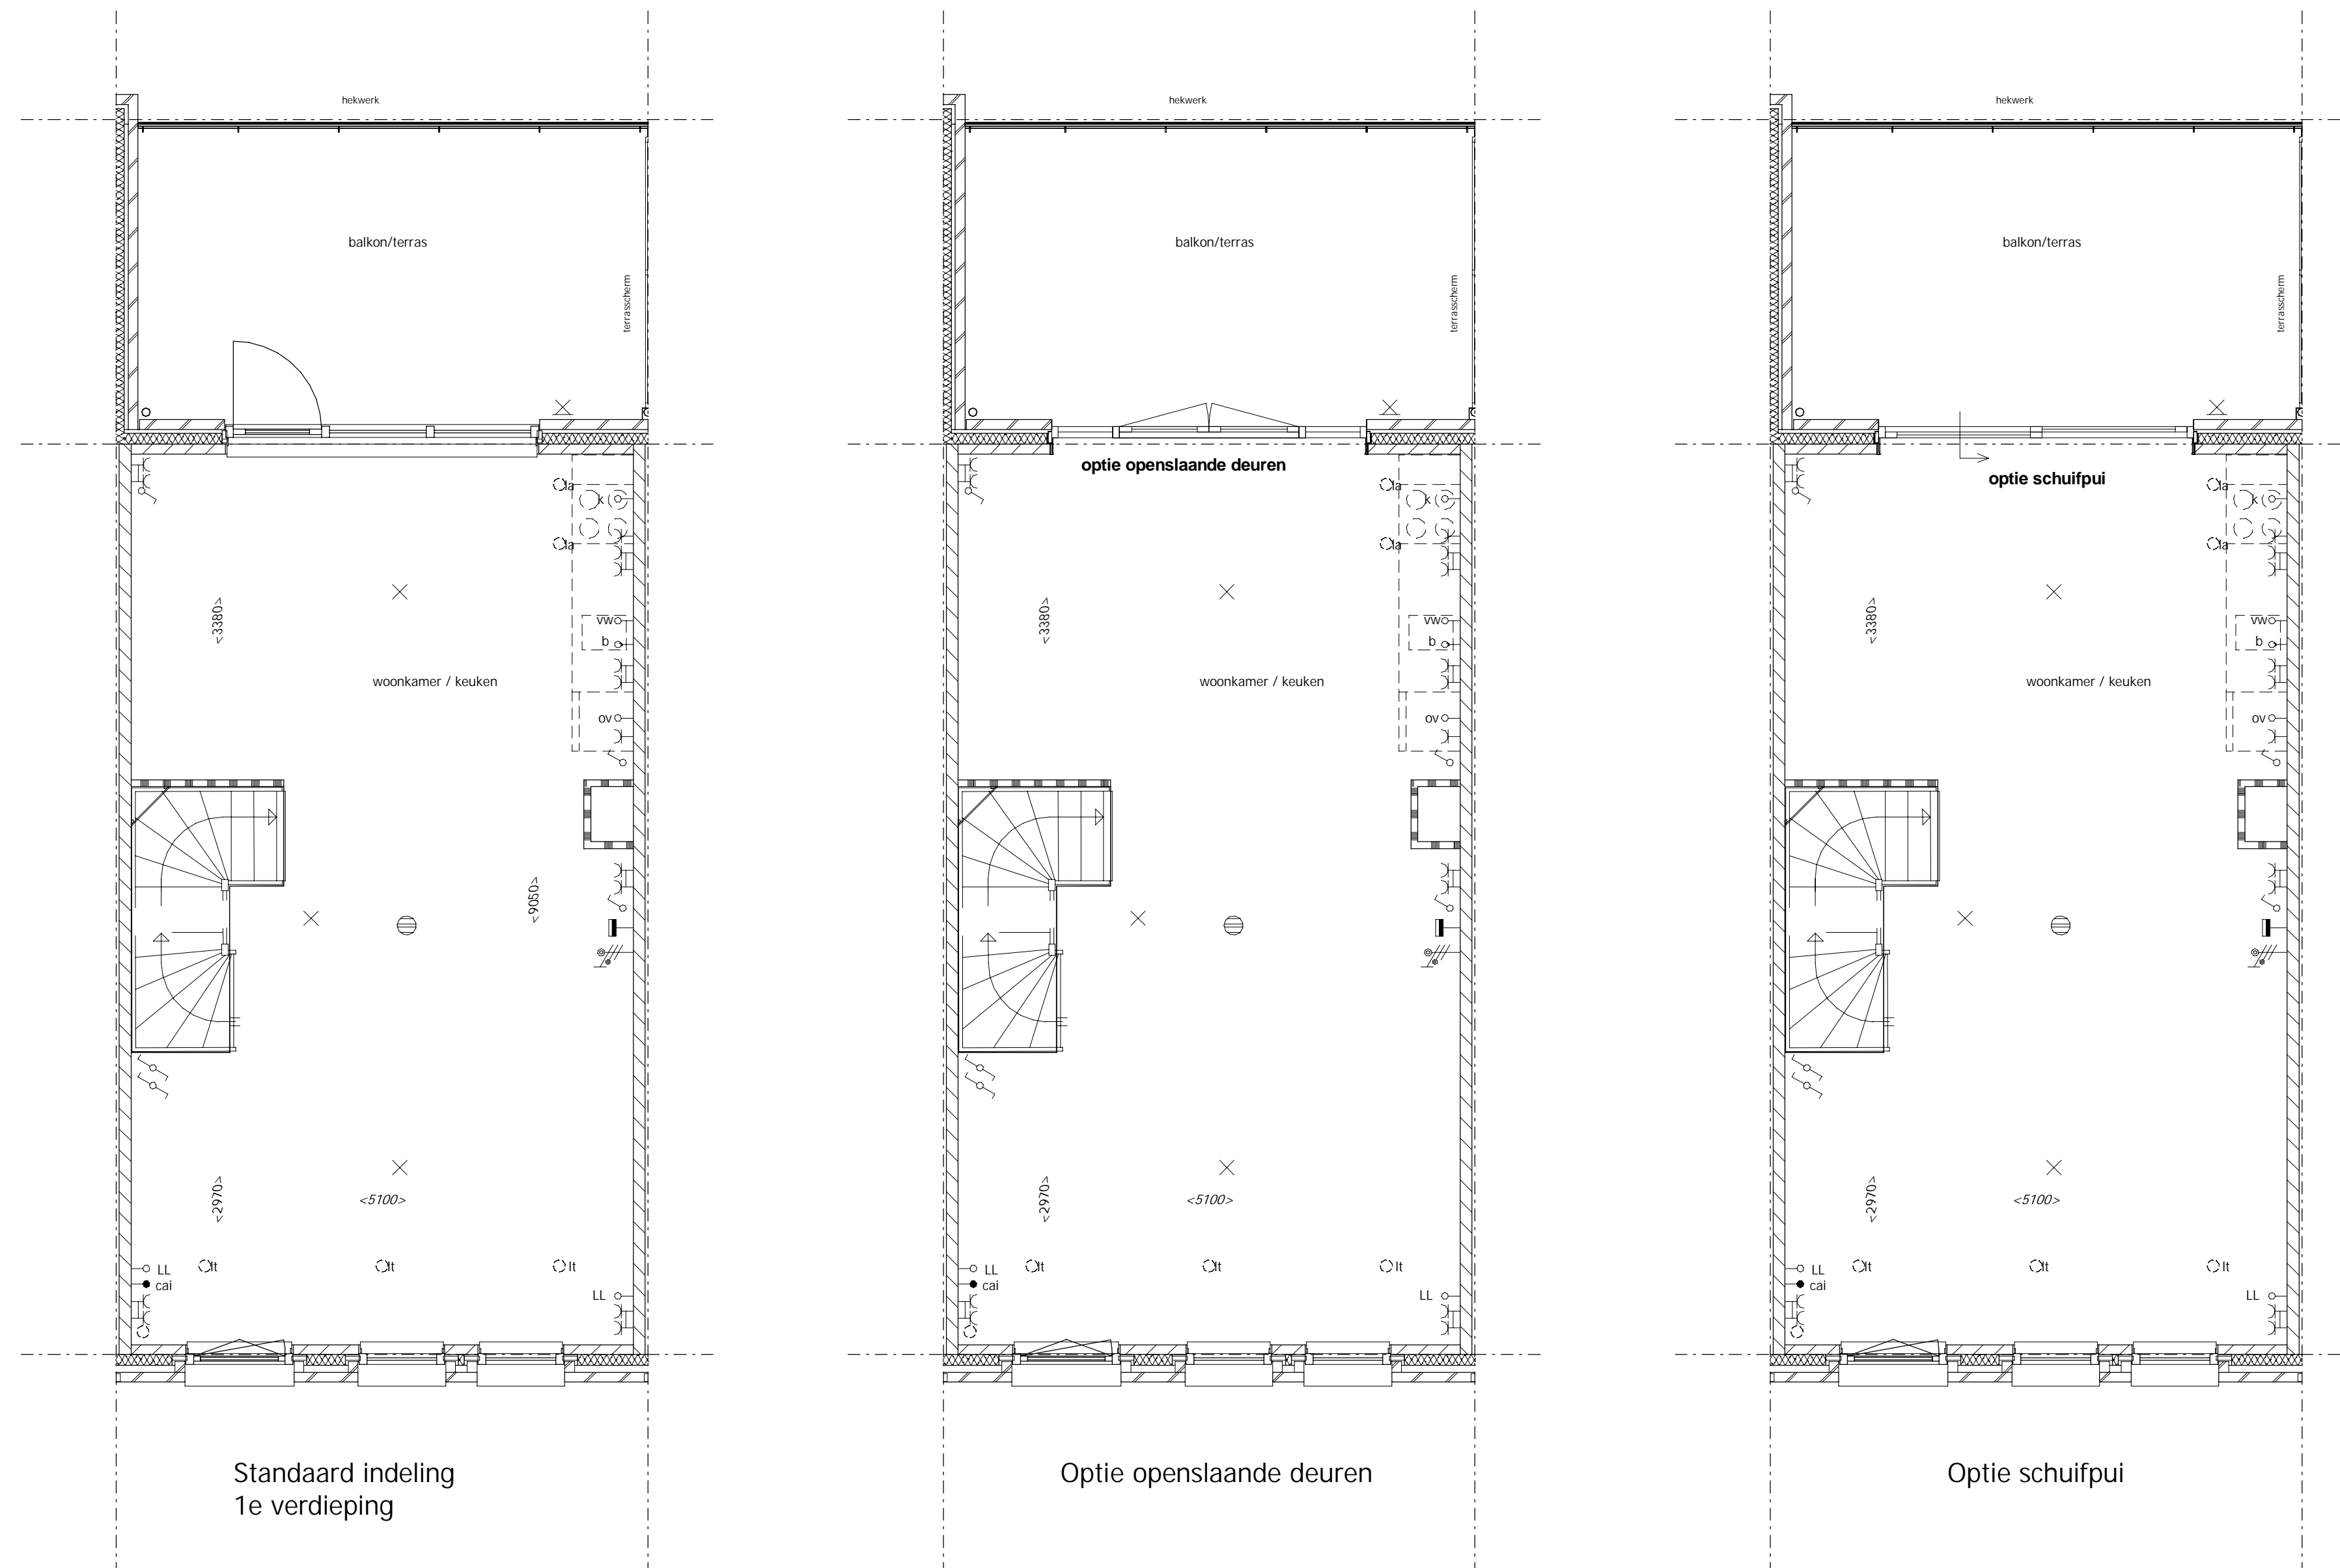 hekwerk
balkon/terras
terrasscherm
la
k
la
<3380>
vw
b
woonkamer / keuken
ov
<9050>
<2970>
<5100>
LL
cai
lt
lt
lt
LL
Standaard indeling
1e verdieping
hekwerk
balkon/terras
terrasscherm
optie openslaande deuren
la
k
la
<3380>
vw
b
woonkamer / keuken
ov
<2970>
<5100>
LL
cai
lt
lt
lt
LL
Optie openslaande deuren
hekwerk
balkon/terras
terrasscherm
optie schuifpui
la
k
la
<3380>
vw
b
woonkamer / keuken
ov
<2970>
<5100>
LL
cai
lt
lt
lt
LL
Optie schuifpui